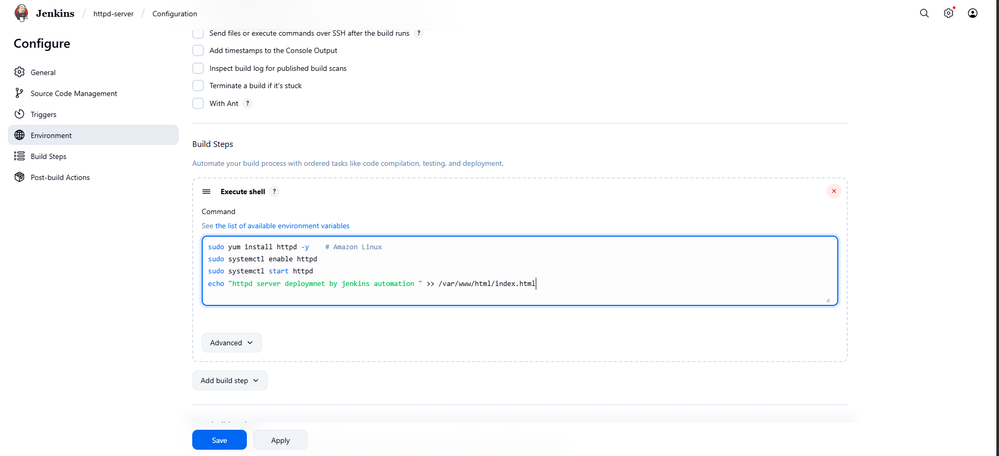 Jenkins / httpd-server / Configuration
Configure
General
Source Code Management
Triggers
Environment
Build Steps
Post-build Actions
Send files or execute commands over SSH after the build runs ?
Add timestamps to the Console Output
Inspect build log for published build scans
Terminate a build if it's stuck
With Ant ?
Build Steps
Automate your build process with ordered tasks like code compilation, testing, and deployment.
Execute shell ?
Command
See the list of available environment variables
sudo yum install httpd -y    # Amazon Linux
sudo systemctl enable httpd
sudo systemctl start httpd
echo "httpd server deploymnet by jenkins automation " >> /var/www/html/index.html
Advanced
Add build step
Save
Apply